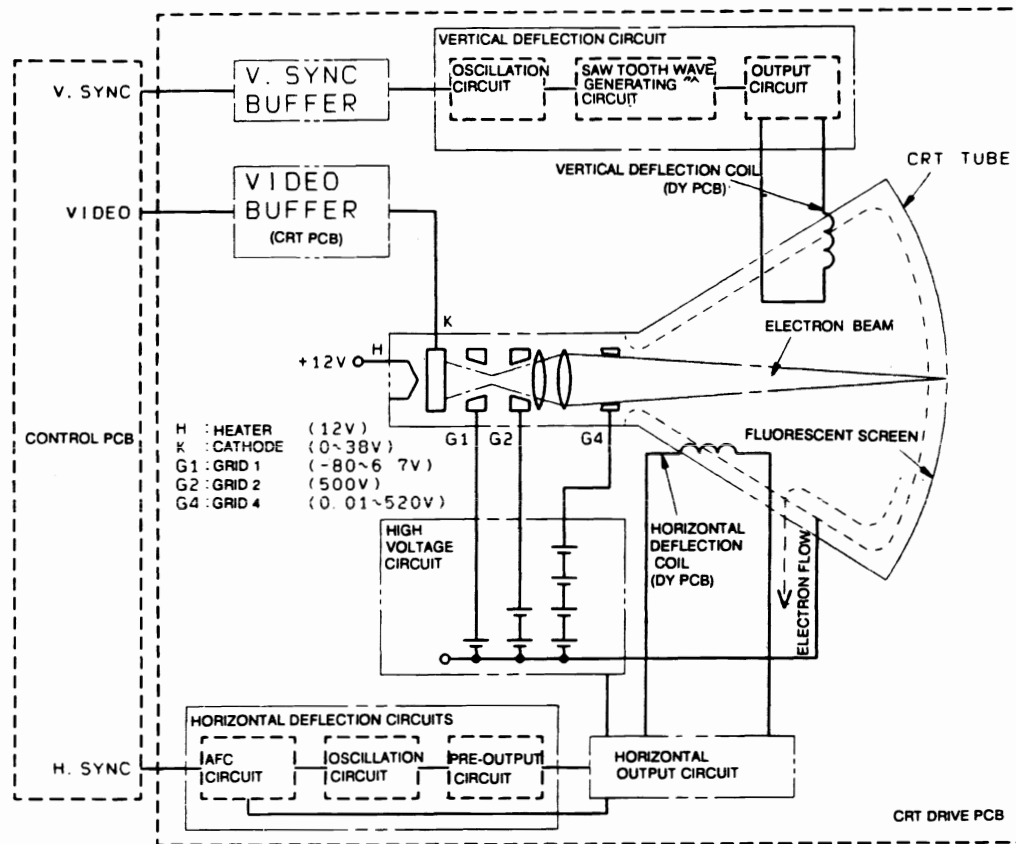 VERTICAL DEFLECTION CIRCUIT
V. SYNC
V. SYNC
BUFFER
OSCILLATION
CIRCUIT
SAW TOOTH WAVE
GENERATING
CIRCUIT
OUTPUT
CIRCUIT
VERTICAL DEFLECTION COIL
(DY PCB)
CRT TUBE
VIDEO
VIDEO
BUFFER
(CRT PCB)
K
H
+12V
ELECTRON BEAM
G1
G2
G4
FLUORESCENT SCREEN
CONTROL PCB
H : HEATER (12V)
K : CATHODE (0~38V)
G1 : GRID 1 (-80~6 7V)
G2 : GRID 2 (500V)
G4 : GRID 4 (0.01~520V)
HIGH
VOLTAGE
CIRCUIT
HORIZONTAL
DEFLECTION
COIL
(DY PCB)
ELECTRON FLOW
HORIZONTAL DEFLECTION CIRCUITS
H. SYNC
AFC
CIRCUIT
OSCILLATION
CIRCUIT
PRE-OUTPUT
CIRCUIT
HORIZONTAL
OUTPUT CIRCUIT
CRT DRIVE PCB